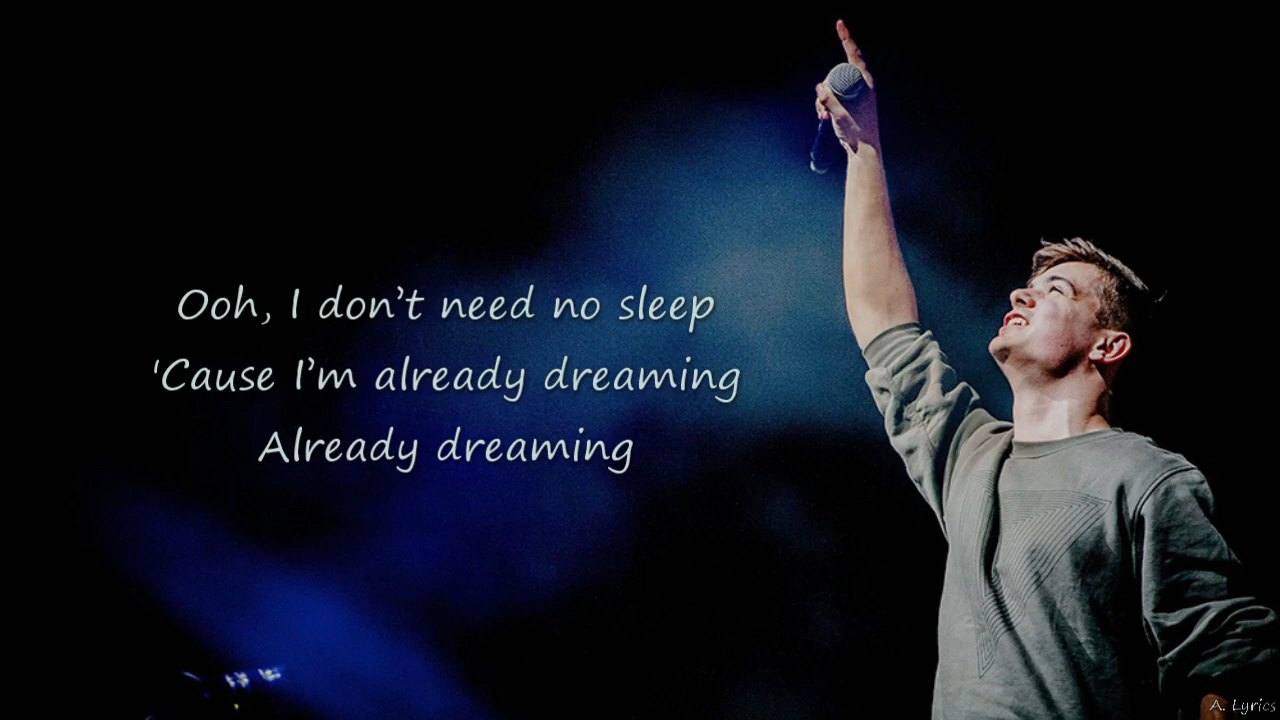 Ooh, I don’t need no sleep
'Cause I’m already dreaming
Already dreaming
A. Lyrics